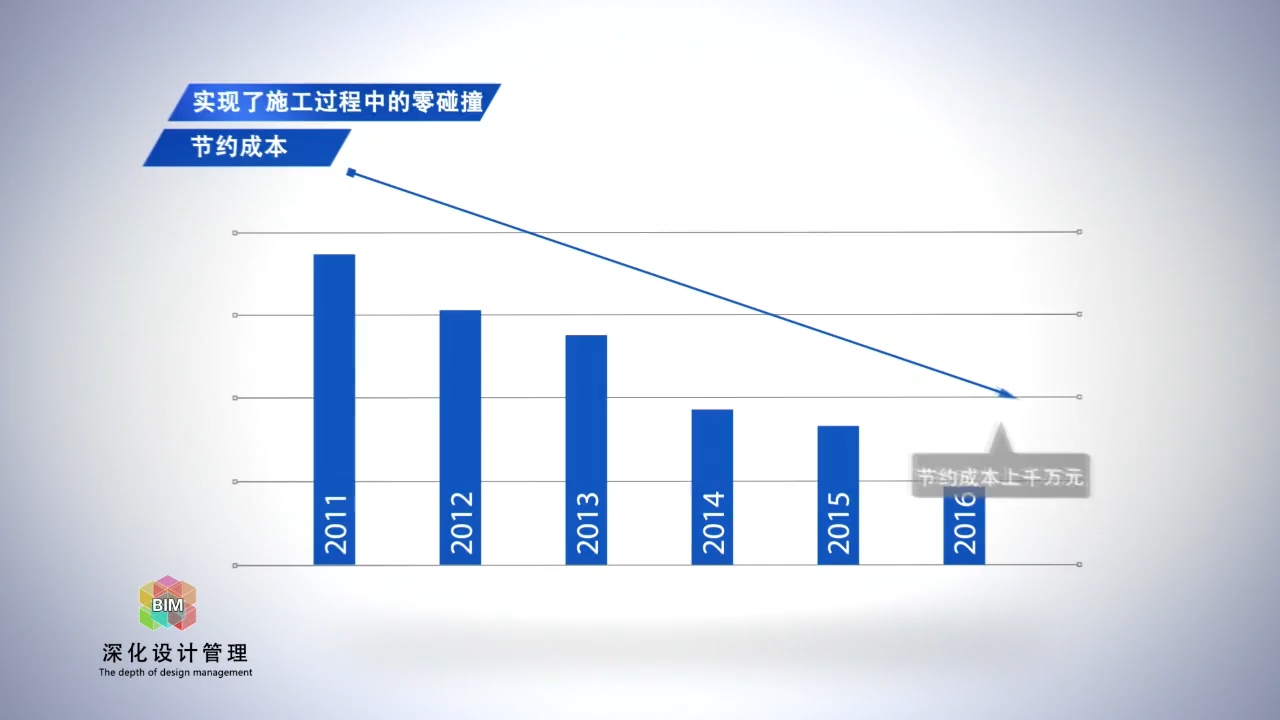 实现了施工过程中的零碰撞
节约成本
节约成本上千万元
2011
2012
2013
2014
2015
2016
BIM
深化设计管理
The depth of design management